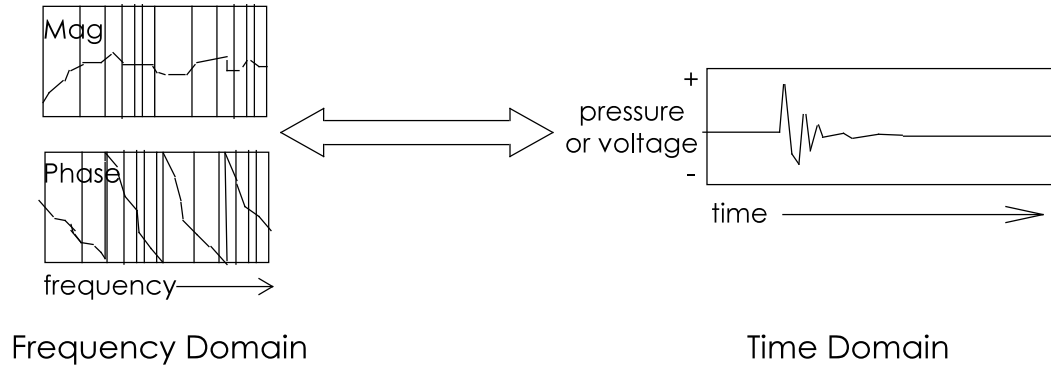 Mag
Phase
frequency
Frequency Domain
+
pressure
or voltage
-
time
Time Domain